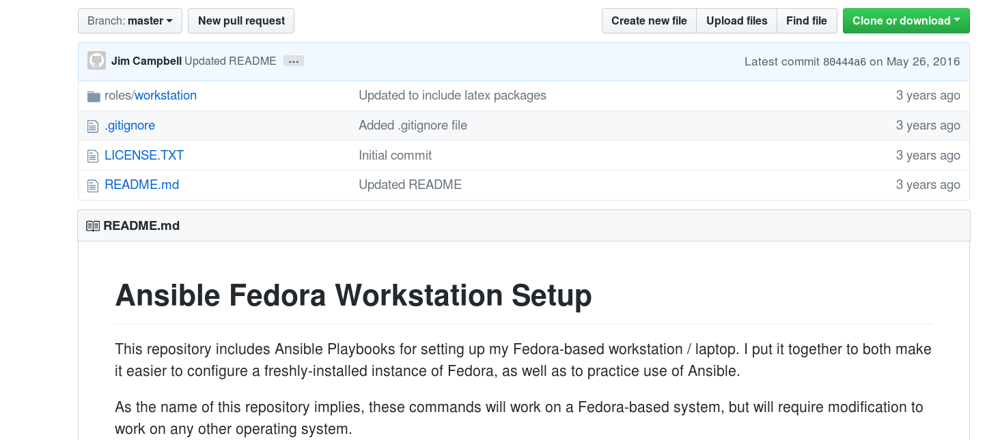 Branch: master New pull request Create new file Upload files Find file Clone or download
Jim Campbell Updated README ... Latest commit 80444a6 on May 26, 2016
roles/workstation Updated to include latex packages 3 years ago
.gitignore Added .gitignore file 3 years ago
LICENSE.TXT Initial commit 3 years ago
README.md Updated README 3 years ago
README.md
Ansible Fedora Workstation Setup
This repository includes Ansible Playbooks for setting up my Fedora-based workstation / laptop. I put it together to both make
it easier to configure a freshly-installed instance of Fedora, as well as to practice use of Ansible.
As the name of this repository implies, these commands will work on a Fedora-based system, but will require modification to
work on any other operating system.